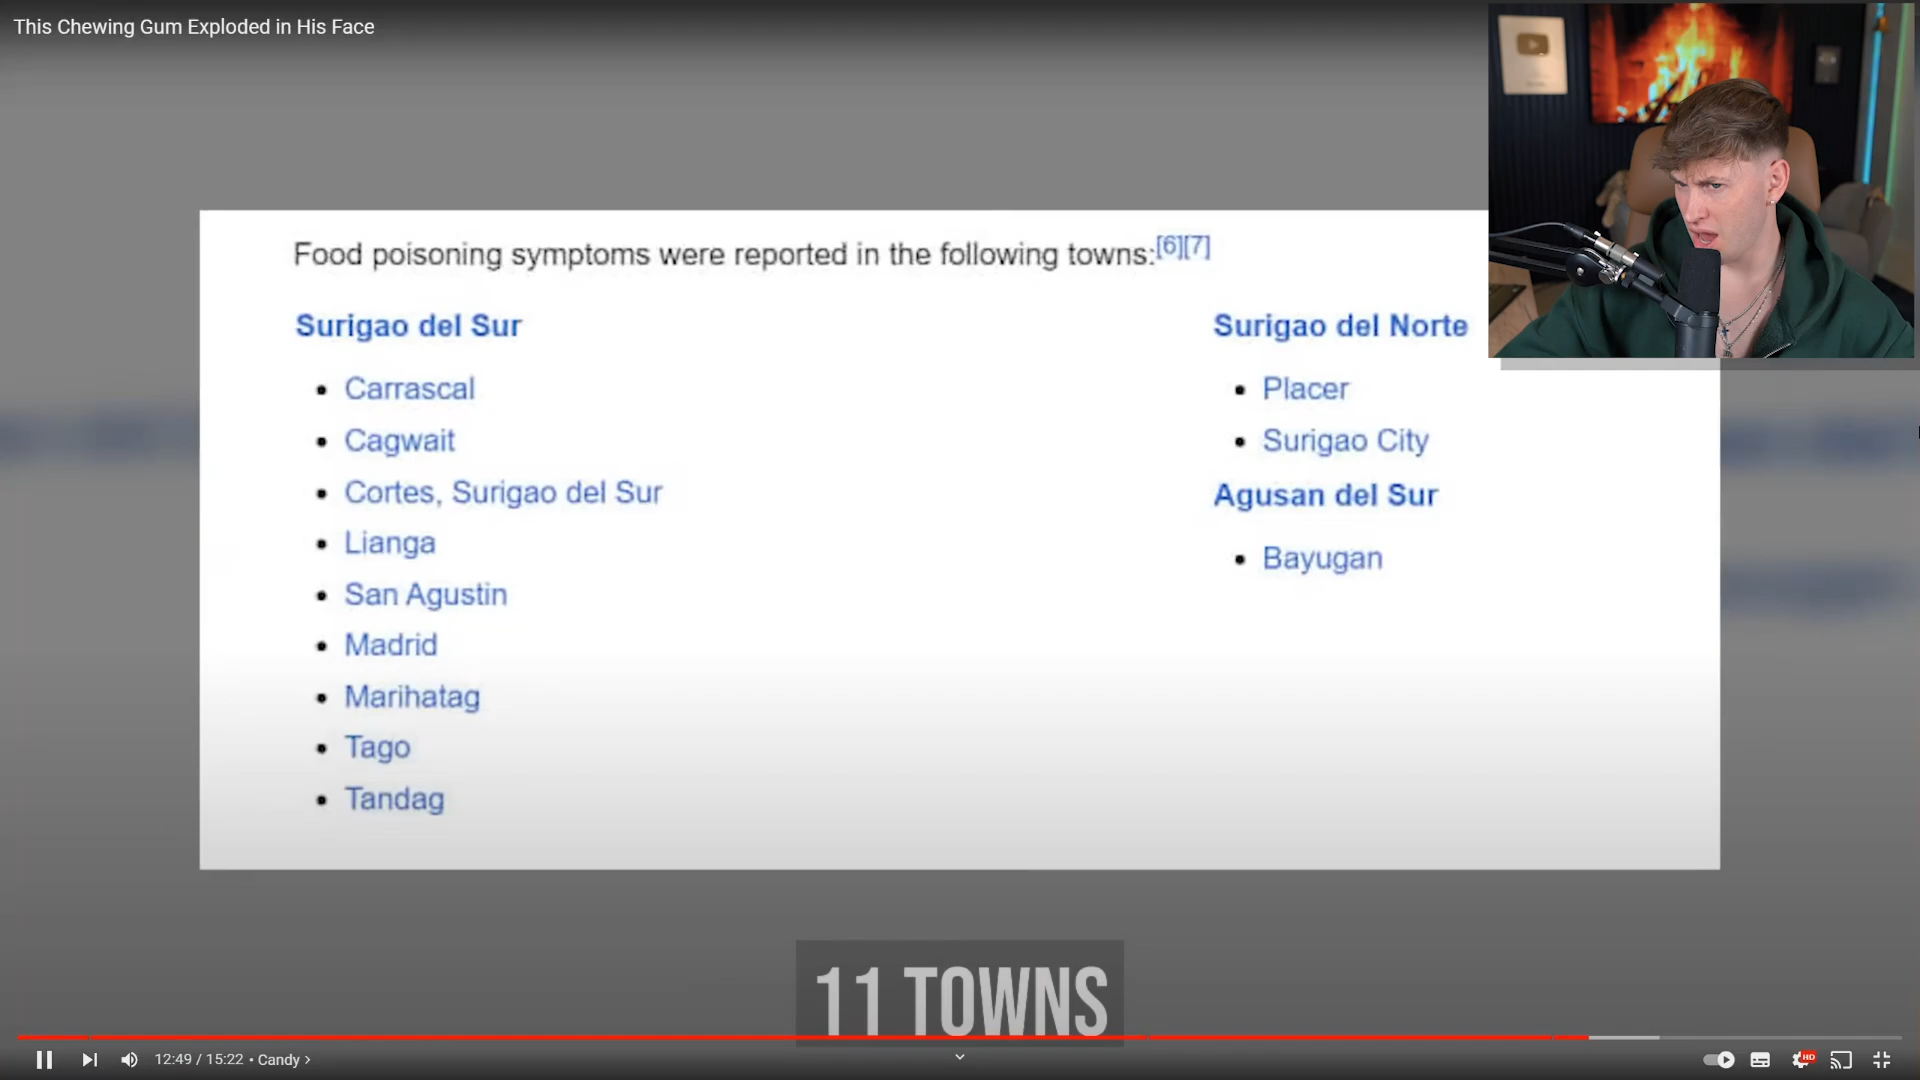 This Chewing Gum Exploded in His Face
Food poisoning symptoms were reported in the following towns:[6][7]
Surigao del Sur
Carrascal
Cagwait
Cortes, Surigao del Sur
Lianga
San Agustin
Madrid
Marihatag
Tago
Tandag
Surigao del Norte
Placer
Surigao City
Agusan del Sur
Bayugan
11 TOWNS
12:49 / 15:22 • Candy >
HD